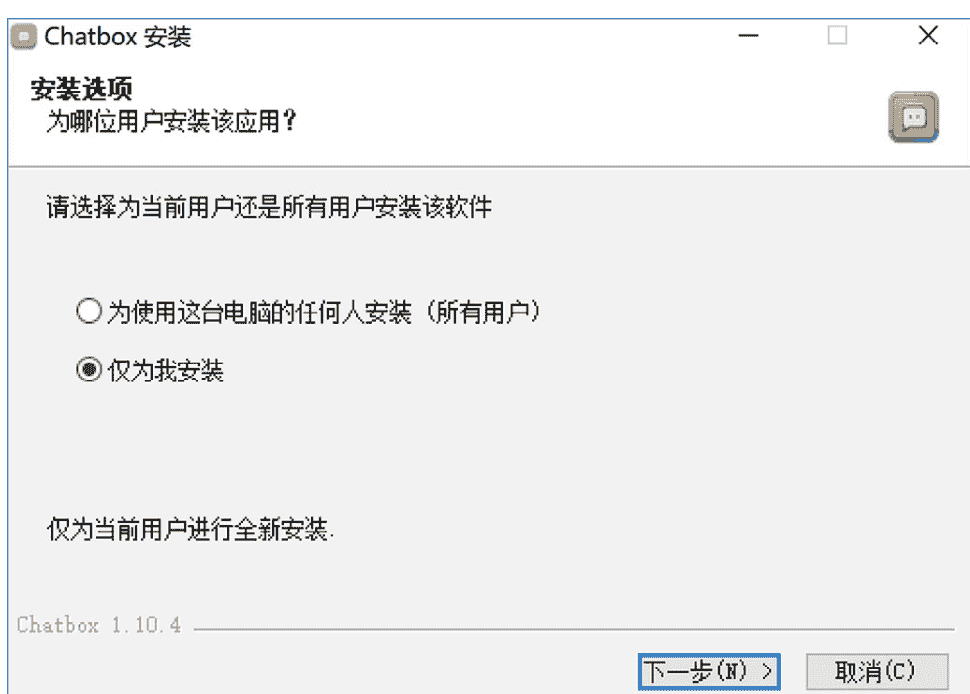 Chatbox 安装
安装选项
为哪位用户安装该应用？
请选择为当前用户还是所有用户安装该软件
为使用这台电脑的任何人安装（所有用户）
仅为我安装
仅为当前用户进行全新安装.
Chatbox 1.10.4
下一步(N) >
取消(C)